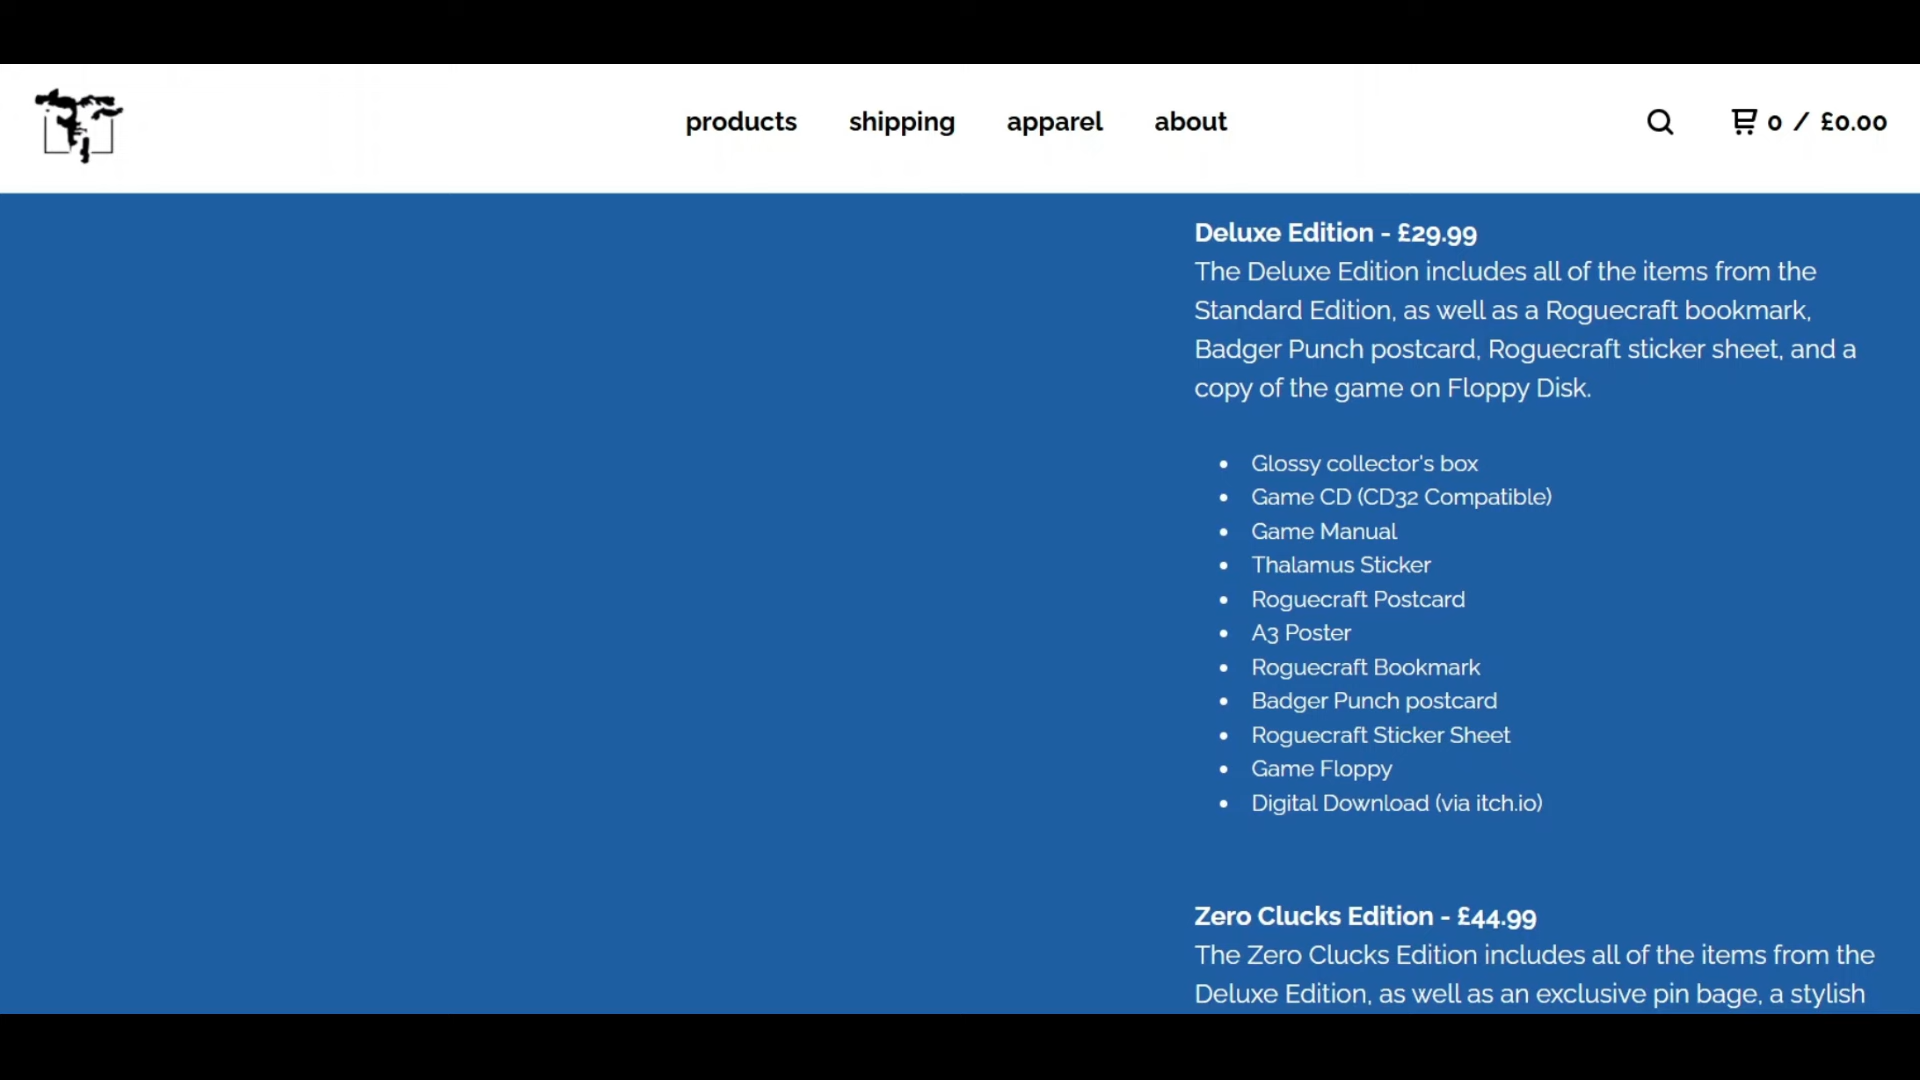 products shipping apparel about 0 / £0.00
Deluxe Edition - £29.99
The Deluxe Edition includes all of the items from the
Standard Edition, as well as a Roguecraft bookmark,
Badger Punch postcard, Roguecraft sticker sheet, and a
copy of the game on Floppy Disk.
• Glossy collector's box
• Game CD (CD32 Compatible)
• Game Manual
• Thalamus Sticker
• Roguecraft Postcard
• A3 Poster
• Roguecraft Bookmark
• Badger Punch postcard
• Roguecraft Sticker Sheet
• Game Floppy
• Digital Download (via itch.io)
Zero Clucks Edition - £44.99
The Zero Clucks Edition includes all of the items from the
Deluxe Edition, as well as an exclusive pin bage, a stylish